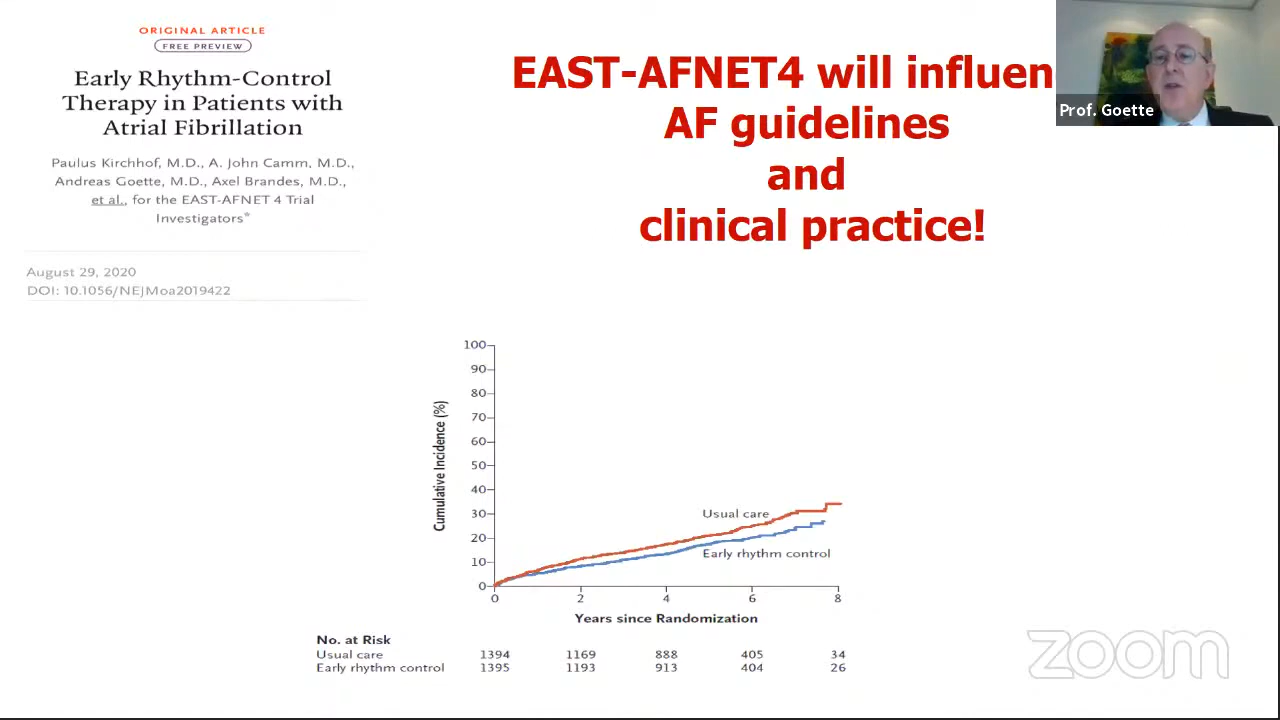 ORIGINAL ARTICLE
FREE PREVIEW
Early Rhythm-Control
Therapy in Patients with
Atrial Fibrillation
Paulus Kirchhof, M.D., A. John Camm, M.D.,
Andreas Goette, M.D., Axel Brandes, M.D.,
et al., for the EAST-AFNET 4 Trial
Investigators*
August 29, 2020
DOI: 10.1056/NEJMoa2019422
EAST-AFNET4 will influen
AF guidelines
and
clinical practice!
Prof. Goette
Cumulative Incidence (%)
100
90
80
70
60
50
40
30
20
10
0
Usual care
Early rhythm control
0 2 4 6 8
Years since Randomization
No. at Risk
Usual care 1394 1169 888 405 34
Early rhythm control 1395 1193 913 404 26
zoom